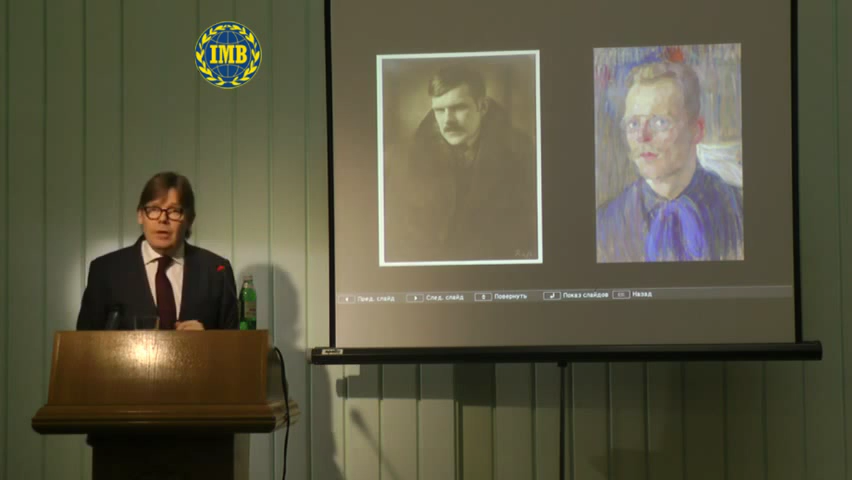 IMB
Пред. слайд
След. слайд
Повернуть
Показ слайдов
Назад